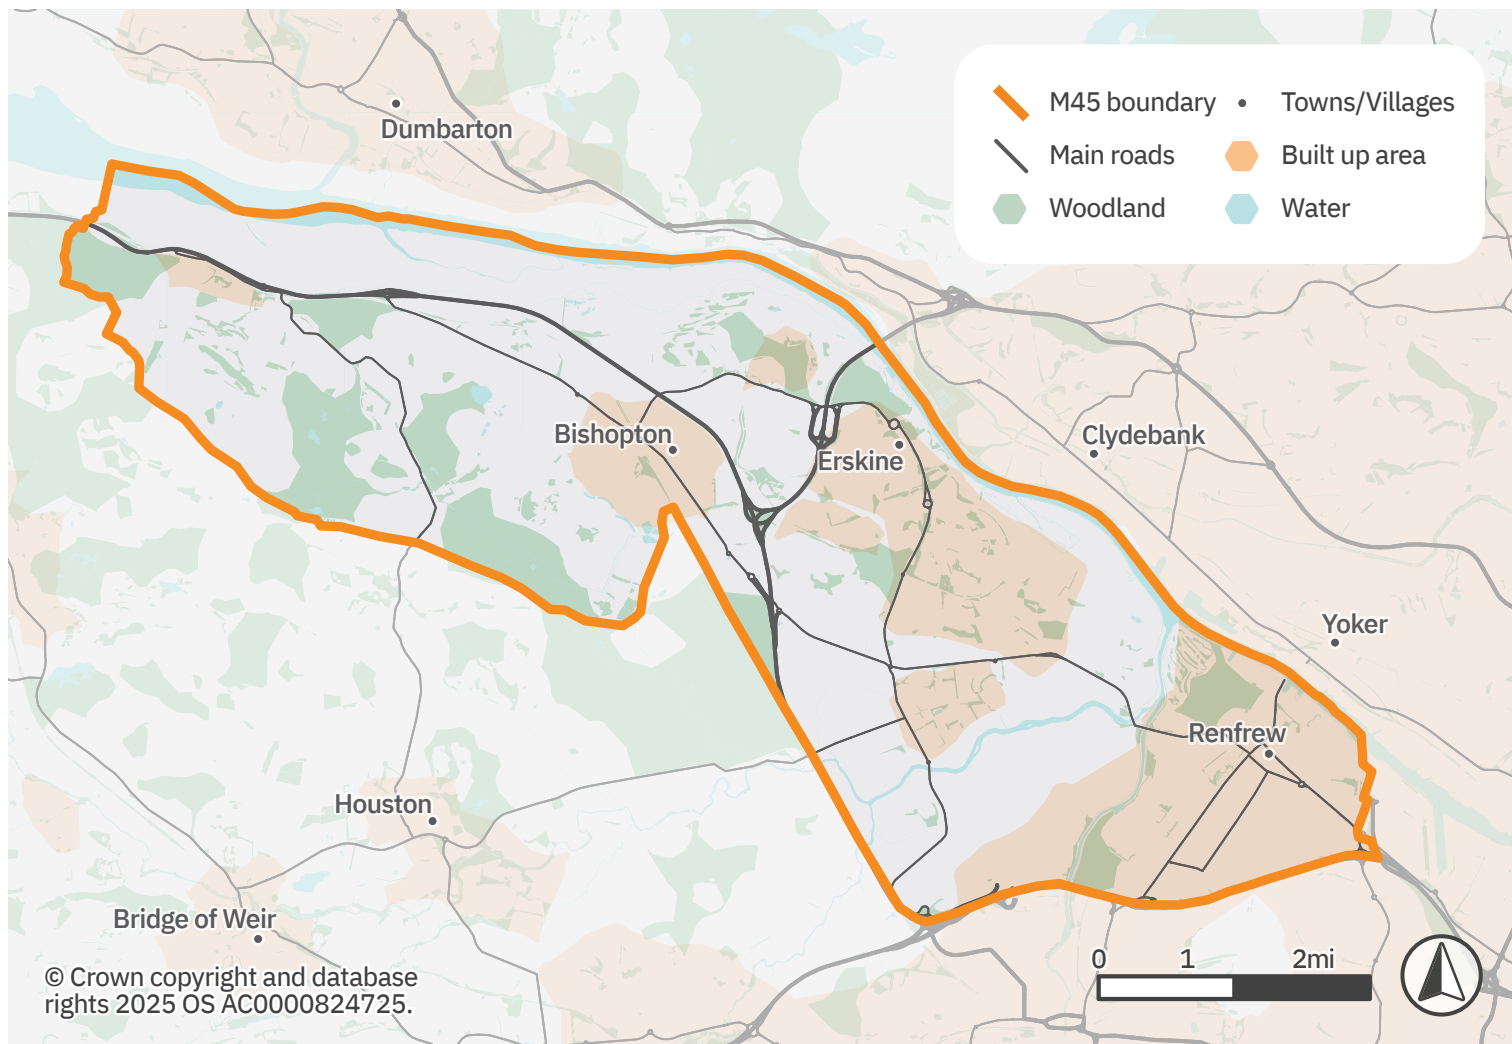 Dumbarton
M45 boundary
Towns/Villages
Main roads
Built up area
Woodland
Water
Bishopton
Erskine
Clydebank
Yoker
Renfrew
Houston
Bridge of Weir
© Crown copyright and database
rights 2025 OS AC0000824725.
0 1 2mi